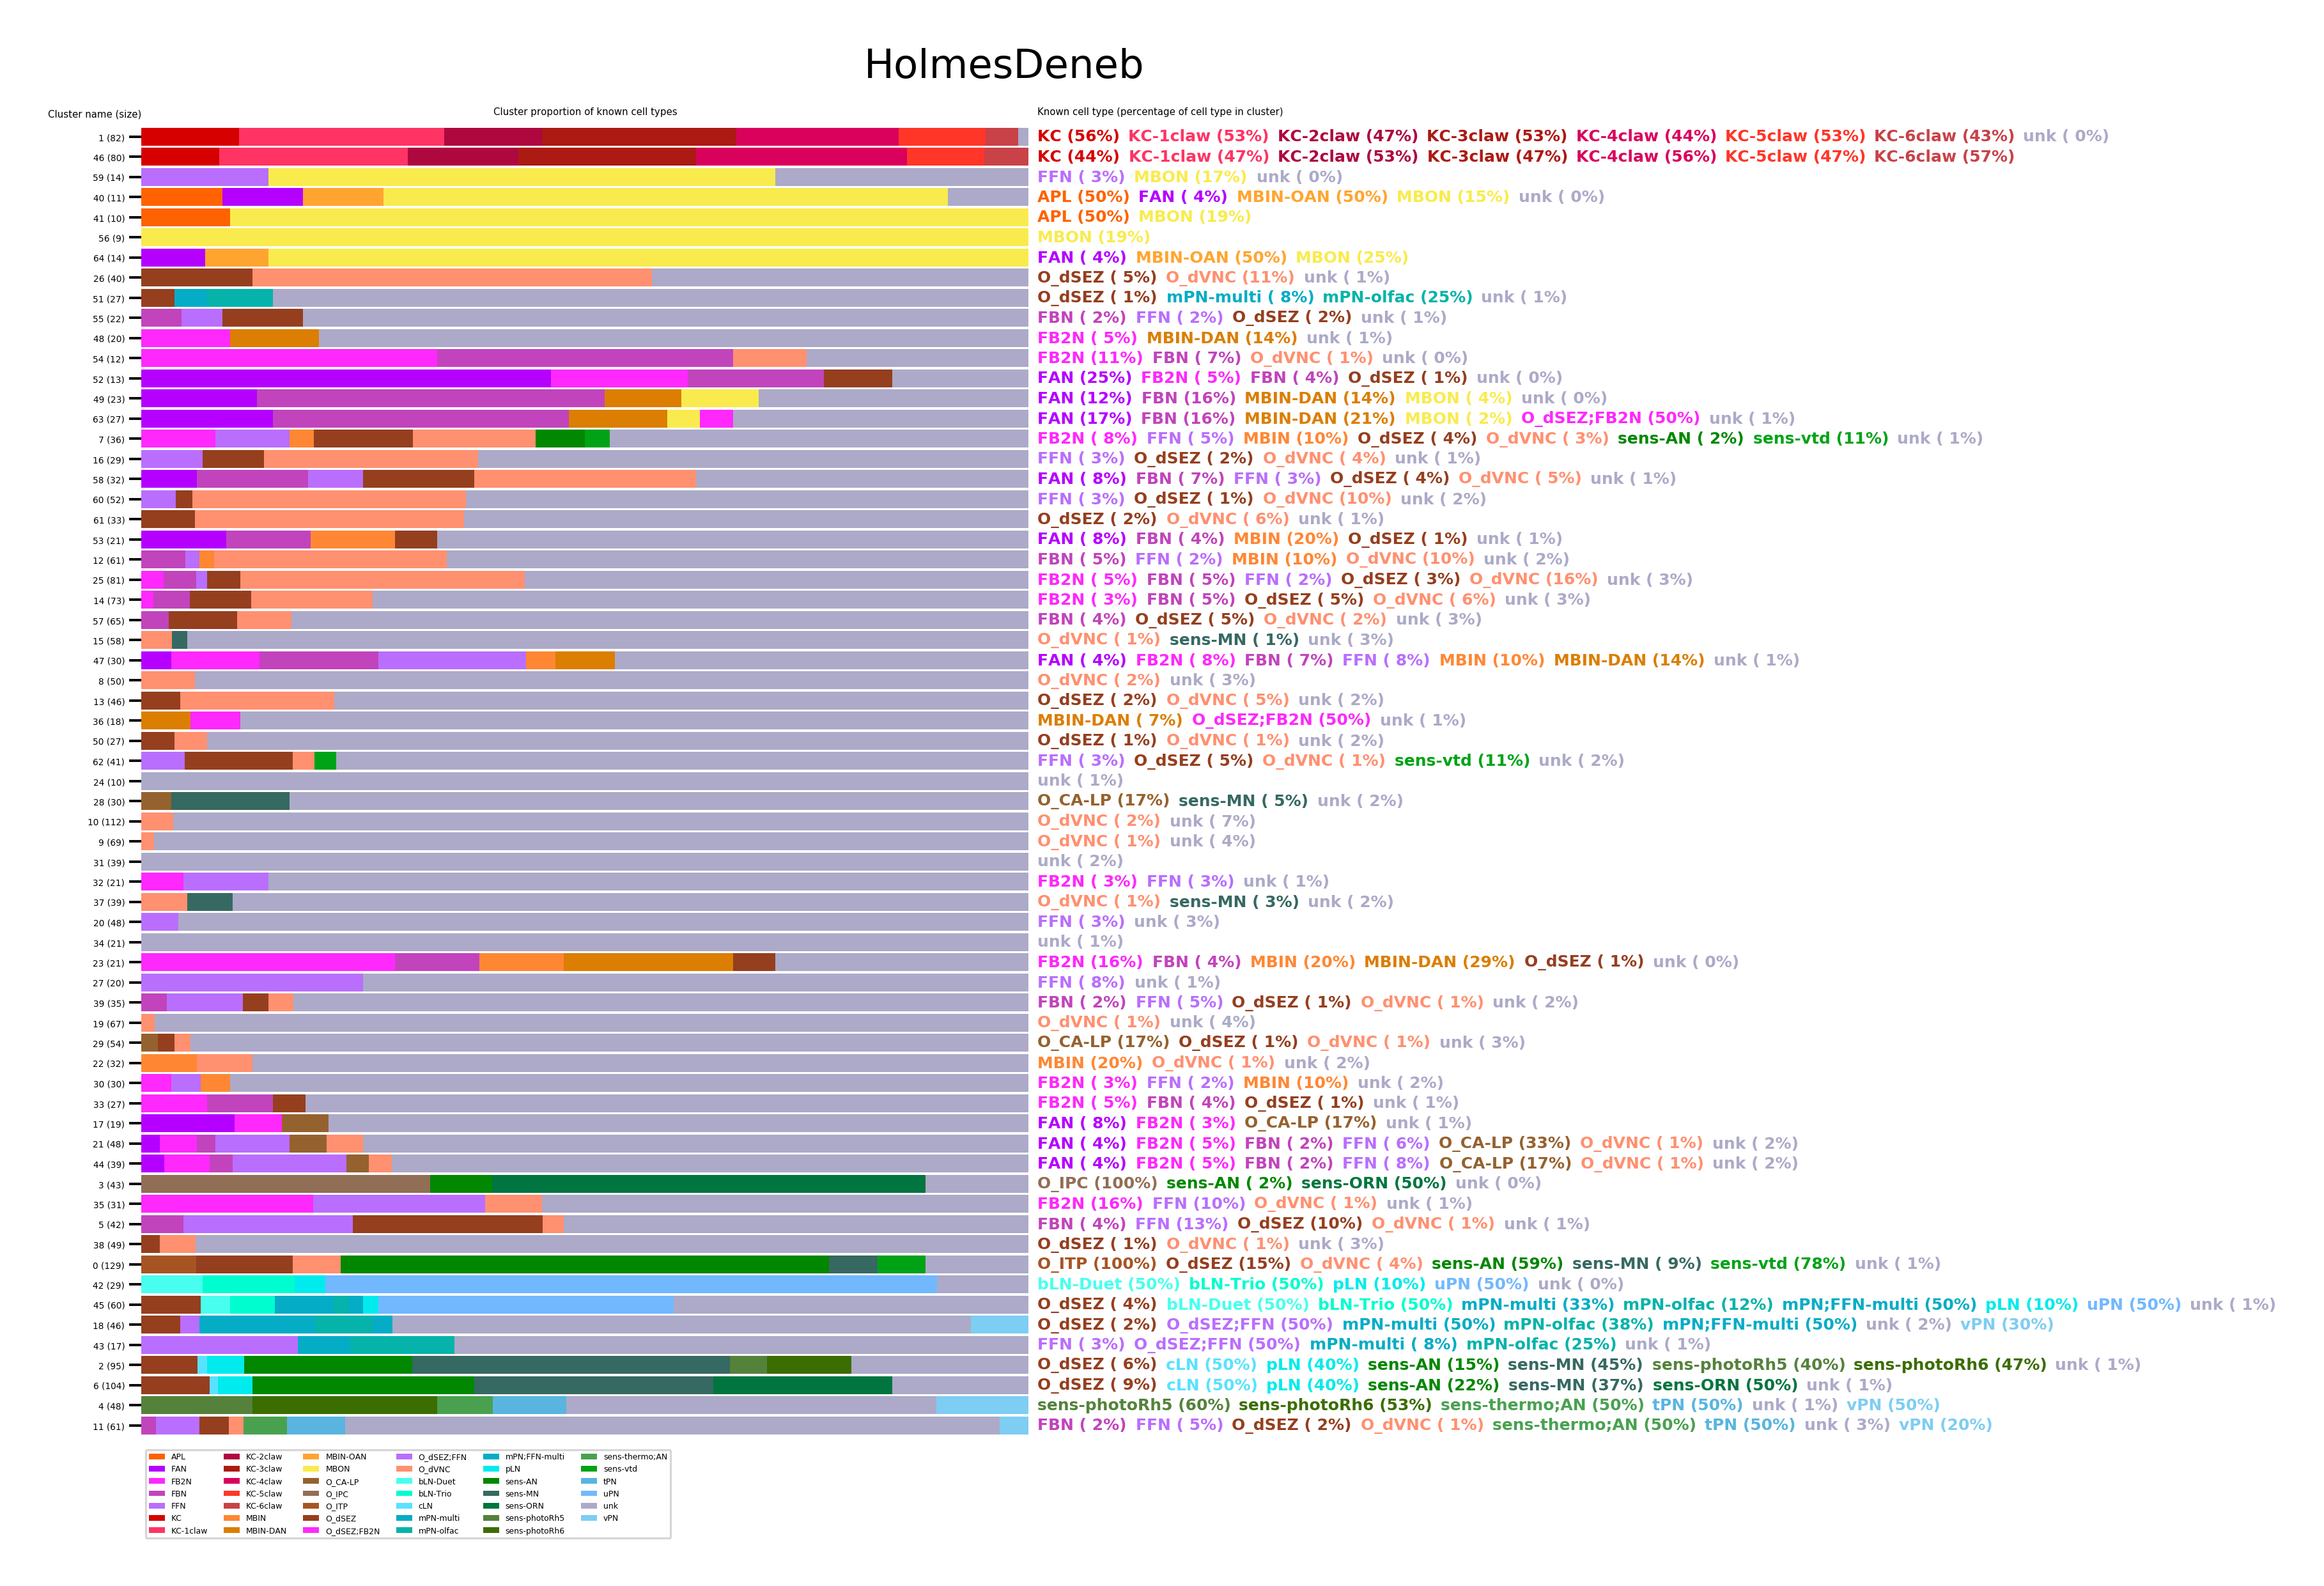 HolmesDeneb
Cluster name (size) Cluster proportion of known cell types Known cell type (percentage of cell type in cluster)
1 (82) KC (56%) KC-1claw (53%) KC-2claw (47%) KC-3claw (53%) KC-4claw (44%) KC-5claw (53%) KC-6claw (43%) unk ( 0%)
46 (80) KC (44%) KC-1claw (47%) KC-2claw (53%) KC-3claw (47%) KC-4claw (56%) KC-5claw (47%) KC-6claw (57%)
59 (14) FFN ( 3%) MBON (17%) unk ( 0%)
40 (11) APL (50%) FAN ( 4%) MBIN-OAN (50%) MBON (15%) unk ( 0%)
41 (10) APL (50%) MBON (19%)
56 (9) MBON (19%)
64 (14) FAN ( 4%) MBIN-OAN (50%) MBON (25%)
26 (40) O_dSEZ ( 5%) O_dVNC (11%) unk ( 1%)
51 (27) O_dSEZ ( 1%) mPN-multi ( 8%) mPN-olfac (25%) unk ( 1%)
55 (22) FBN ( 2%) FFN ( 2%) O_dSEZ ( 2%) unk ( 1%)
48 (20) FB2N ( 5%) MBIN-DAN (14%) unk ( 1%)
54 (12) FB2N (11%) FBN ( 7%) O_dVNC ( 1%) unk ( 0%)
52 (13) FAN (25%) FB2N ( 5%) FBN ( 4%) O_dSEZ ( 1%) unk ( 0%)
49 (23) FAN (12%) FBN (16%) MBIN-DAN (14%) MBON ( 4%) unk ( 0%)
63 (27) FAN (17%) FBN (16%) MBIN-DAN (21%) MBON ( 2%) O_dSEZ;FB2N (50%) unk ( 1%)
7 (36) FB2N ( 8%) FFN ( 5%) MBIN (10%) O_dSEZ ( 4%) O_dVNC ( 3%) sens-AN ( 2%) sens-vtd (11%) unk ( 1%)
16 (29) FFN ( 3%) O_dSEZ ( 2%) O_dVNC ( 4%) unk ( 1%)
58 (32) FAN ( 8%) FBN ( 7%) FFN ( 3%) O_dSEZ ( 4%) O_dVNC ( 5%) unk ( 1%)
60 (52) FFN ( 3%) O_dSEZ ( 1%) O_dVNC (10%) unk ( 2%)
61 (33) O_dSEZ ( 2%) O_dVNC ( 6%) unk ( 1%)
53 (21) FAN ( 8%) FBN ( 4%) MBIN (20%) O_dSEZ ( 1%) unk ( 1%)
12 (61) FBN ( 5%) FFN ( 2%) MBIN (10%) O_dVNC (10%) unk ( 2%)
25 (81) FB2N ( 5%) FBN ( 5%) FFN ( 2%) O_dSEZ ( 3%) O_dVNC (16%) unk ( 3%)
14 (73) FB2N ( 3%) FBN ( 5%) O_dSEZ ( 5%) O_dVNC ( 6%) unk ( 3%)
57 (65) FBN ( 4%) O_dSEZ ( 5%) O_dVNC ( 2%) unk ( 3%)
15 (58) O_dVNC ( 1%) sens-MN ( 1%) unk ( 3%)
47 (30) FAN ( 4%) FB2N ( 8%) FBN ( 7%) FFN ( 8%) MBIN (10%) MBIN-DAN (14%) unk ( 1%)
8 (50) O_dVNC ( 2%) unk ( 3%)
13 (46) O_dSEZ ( 2%) O_dVNC ( 5%) unk ( 2%)
36 (18) MBIN-DAN ( 7%) O_dSEZ;FB2N (50%) unk ( 1%)
50 (27) O_dSEZ ( 1%) O_dVNC ( 1%) unk ( 2%)
62 (41) FFN ( 3%) O_dSEZ ( 5%) O_dVNC ( 1%) sens-vtd (11%) unk ( 2%)
24 (10) unk ( 1%)
28 (30) O_CA-LP (17%) sens-MN ( 5%) unk ( 2%)
10 (112) O_dVNC ( 2%) unk ( 7%)
9 (69) O_dVNC ( 1%) unk ( 4%)
31 (39) unk ( 2%)
32 (21) FB2N ( 3%) FFN ( 3%) unk ( 1%)
37 (39) O_dVNC ( 1%) sens-MN ( 3%) unk ( 2%)
20 (48) FFN ( 3%) unk ( 3%)
34 (21) unk ( 1%)
23 (21) FB2N (16%) FBN ( 4%) MBIN (20%) MBIN-DAN (29%) O_dSEZ ( 1%) unk ( 0%)
27 (20) FFN ( 8%) unk ( 1%)
39 (35) FBN ( 2%) FFN ( 5%) O_dSEZ ( 1%) O_dVNC ( 1%) unk ( 2%)
19 (67) O_dVNC ( 1%) unk ( 4%)
29 (54) O_CA-LP (17%) O_dSEZ ( 1%) O_dVNC ( 1%) unk ( 3%)
22 (32) MBIN (20%) O_dVNC ( 1%) unk ( 2%)
30 (30) FB2N ( 3%) FFN ( 2%) MBIN (10%) unk ( 2%)
33 (27) FB2N ( 5%) FBN ( 4%) O_dSEZ ( 1%) unk ( 1%)
17 (19) FAN ( 8%) FB2N ( 3%) O_CA-LP (17%) unk ( 1%)
21 (48) FAN ( 4%) FB2N ( 5%) FBN ( 2%) FFN ( 6%) O_CA-LP (33%) O_dVNC ( 1%) unk ( 2%)
44 (39) FAN ( 4%) FB2N ( 5%) FBN ( 2%) FFN ( 8%) O_CA-LP (17%) O_dVNC ( 1%) unk ( 2%)
3 (43) O_IPC (100%) sens-AN ( 2%) sens-ORN (50%) unk ( 0%)
35 (31) FB2N (16%) FFN (10%) O_dVNC ( 1%) unk ( 1%)
5 (42) FBN ( 4%) FFN (13%) O_dSEZ (10%) O_dVNC ( 1%) unk ( 1%)
38 (49) O_dSEZ ( 1%) O_dVNC ( 1%) unk ( 3%)
0 (129) O_ITP (100%) O_dSEZ (15%) O_dVNC ( 4%) sens-AN (59%) sens-MN ( 9%) sens-vtd (78%) unk ( 1%)
42 (29) bLN-Duet (50%) bLN-Trio (50%) pLN (10%) uPN (50%) unk ( 0%)
45 (60) O_dSEZ ( 4%) bLN-Duet (50%) bLN-Trio (50%) mPN-multi (33%) mPN-olfac (12%) mPN;FFN-multi (50%) pLN (10%) uPN (50%) unk ( 1%)
18 (46) O_dSEZ ( 2%) O_dSEZ;FFN (50%) mPN-multi (50%) mPN-olfac (38%) mPN;FFN-multi (50%) unk ( 2%) vPN (30%)
43 (17) FFN ( 3%) O_dSEZ;FFN (50%) mPN-multi ( 8%) mPN-olfac (25%) unk ( 1%)
2 (95) O_dSEZ ( 6%) cLN (50%) pLN (40%) sens-AN (15%) sens-MN (45%) sens-photoRh5 (40%) sens-photoRh6 (47%) unk ( 1%)
6 (104) O_dSEZ ( 9%) cLN (50%) pLN (40%) sens-AN (22%) sens-MN (37%) sens-ORN (50%) unk ( 1%)
4 (48) sens-photoRh5 (60%) sens-photoRh6 (53%) sens-thermo;AN (50%) tPN (50%) unk ( 1%) vPN (50%)
11 (61) FBN ( 2%) FFN ( 5%) O_dSEZ ( 2%) O_dVNC ( 1%) sens-thermo;AN (50%) tPN (50%) unk ( 3%) vPN (20%)
APL KC-2claw MBIN-OAN O_dSEZ;FFN mPN;FFN-multi sens-thermo;AN
FAN KC-3claw MBON O_dVNC pLN sens-vtd
FB2N KC-4claw O_CA-LP bLN-Duet sens-AN tPN
FBN KC-5claw O_IPC bLN-Trio sens-MN uPN
FFN KC-6claw O_ITP cLN sens-ORN unk
KC MBIN O_dSEZ mPN-multi sens-photoRh5 vPN
KC-1claw MBIN-DAN O_dSEZ;FB2N mPN-olfac sens-photoRh6